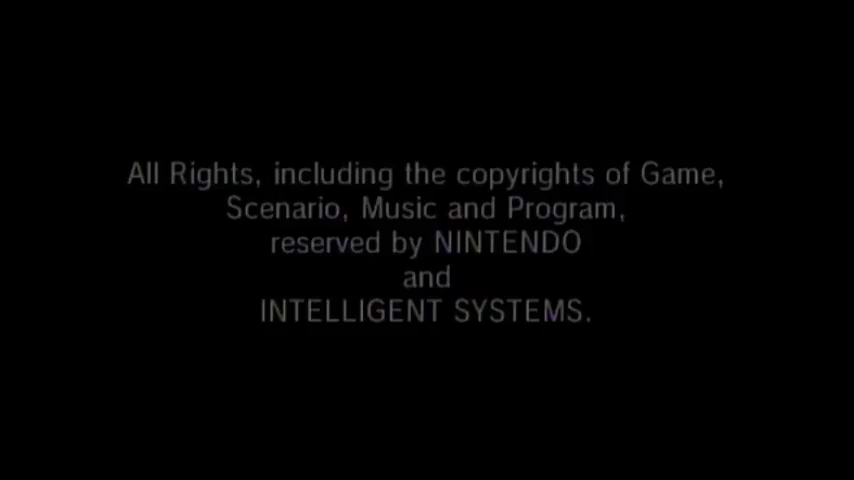 All Rights, including the copyrights of Game,
Scenario, Music and Program,
reserved by NINTENDO
and
INTELLIGENT SYSTEMS.